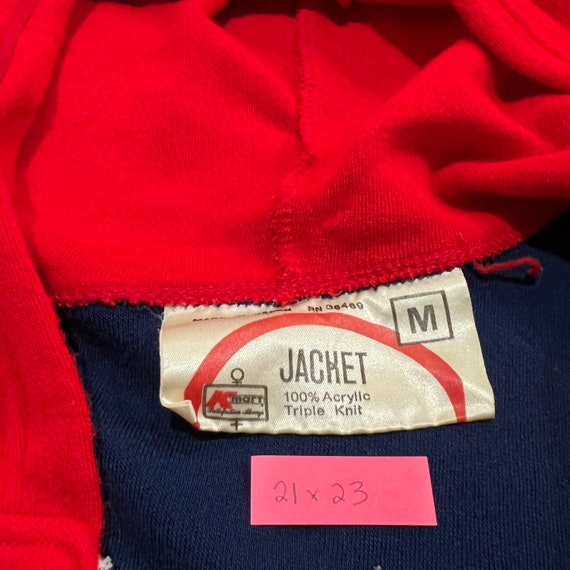 RN 36469
M
JACKET
100% Acrylic
Triple Knit
Kmart
21 x 23